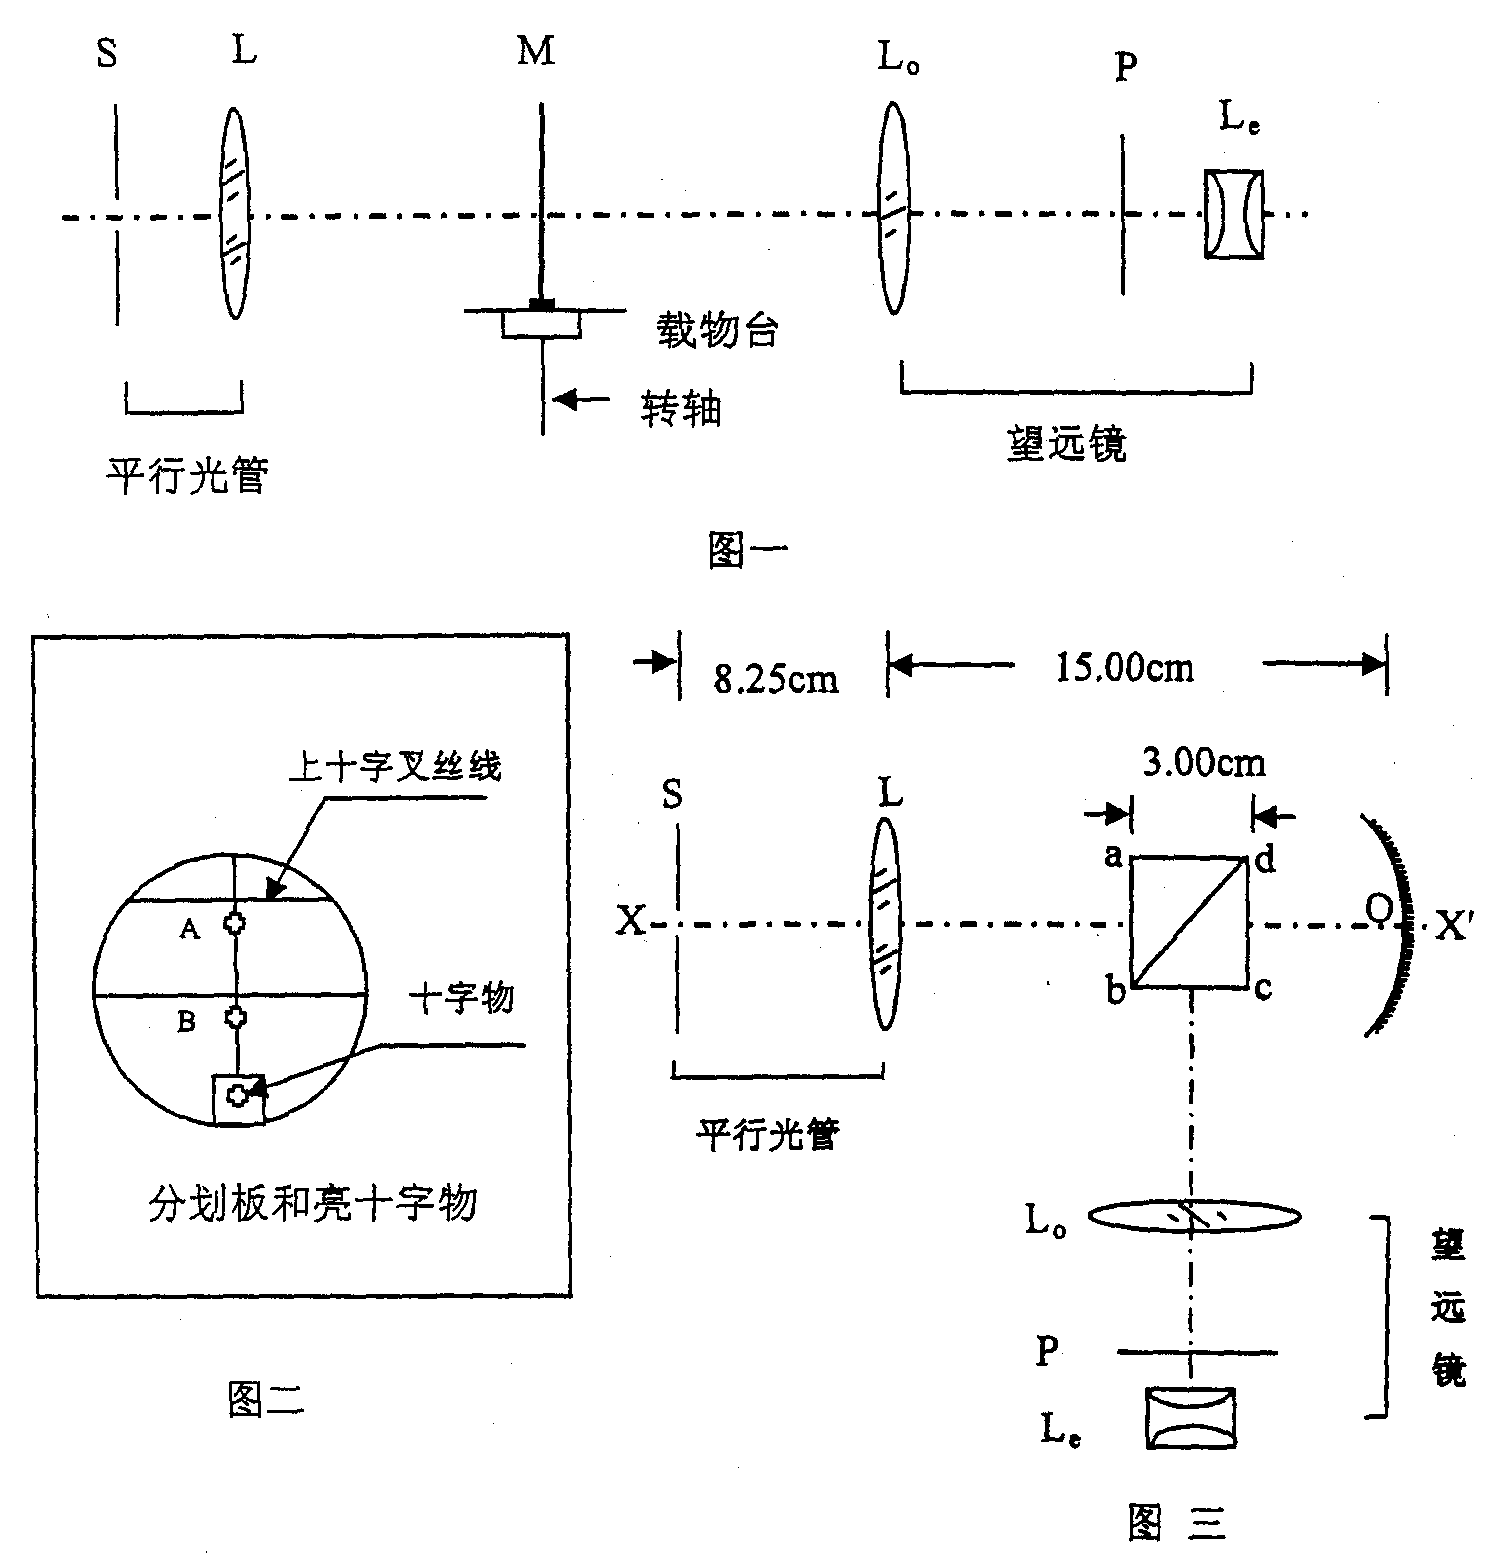 S L M Lo P Le
载物台
转轴
平行光管
望远镜
图一
8.25cm 15.00cm
3.00cm
上十字叉丝线
A
十字物
B
分划板和亮十字物
图二
S L
a d
X O X'
b c
平行光管
Lo
P
Le
望远镜
图 三